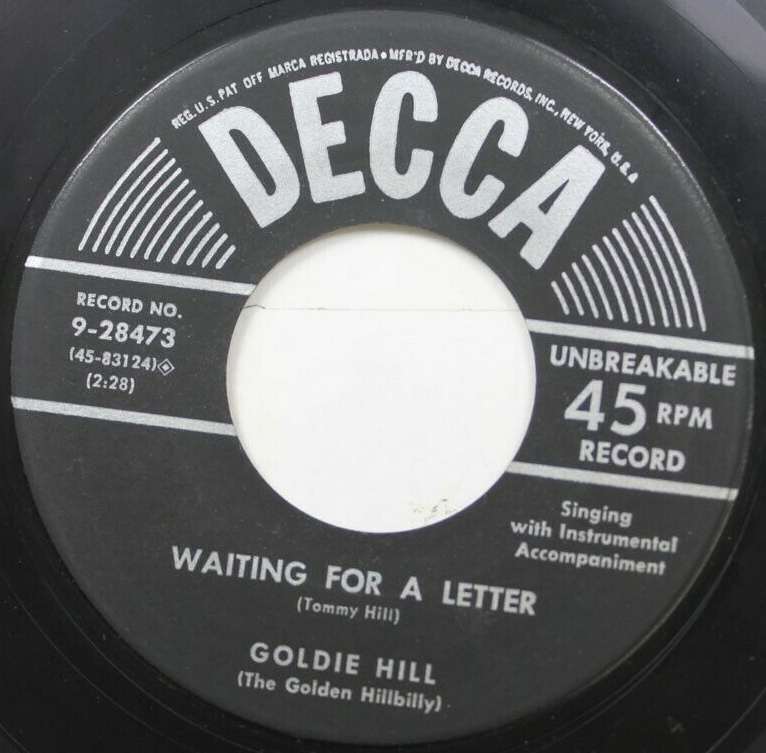 REG. U.S. PAT OFF MARCA REGISTRADA • MFR'D BY DECCA RECORDS, INC., NEW YORK, U.S.A
DECCA
RECORD NO.
9-28473
(45-83124)
(2:28)
UNBREAKABLE
45 RPM
RECORD
Singing
with Instrumental
Accompaniment
WAITING FOR A LETTER
(Tommy Hill)
GOLDIE HILL
(The Golden Hillbilly)